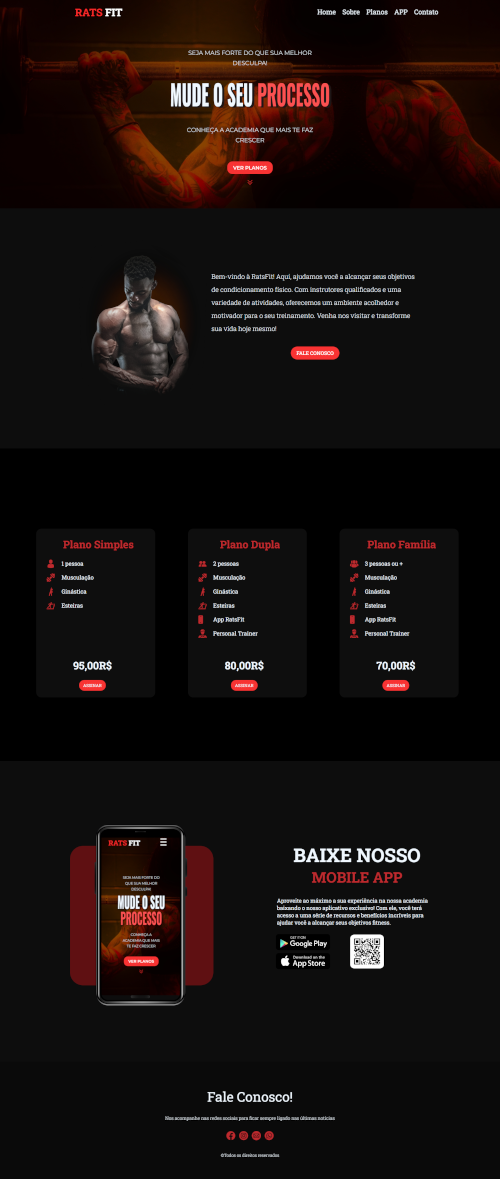 RATS FIT
Home Sobre Planos APP Contato
SEJA MAIS FORTE DO QUE SUA MELHOR
DESCULPA!
MUDE O SEU PROCESSO
CONHEÇA A ACADEMIA QUE MAIS TE FAZ
CRESCER
VER PLANOS
Bem-vindo à RatsFit! Aqui, ajudamos você a alcançar seus objetivos
de condicionamento físico. Com instrutores qualificados e uma
variedade de atividades, oferecemos um ambiente acolhedor e
motivador para o seu treinamento. Venha nos visitar e transforme
sua vida hoje mesmo!
FALE CONOSCO
Plano Simples
1 pessoa
Musculação
Ginástica
Esteiras
95,00R$
ASSINAR
Plano Dupla
2 pessoas
Musculação
Ginástica
Esteiras
App RatsFit
Personal Trainer
80,00R$
ASSINAR
Plano Família
3 pessoas ou +
Musculação
Ginástica
Esteiras
App RatsFit
Personal Trainer
70,00R$
ASSINAR
RATS FIT
SEJA MAIS FORTE DO
QUE SUA MELHOR
DESCULPA!
MUDE O SEU
PROCESSO
CONHEÇA A
ACADEMIA QUE MAIS
TE FAZ CRESCER
VER PLANOS
BAIXE NOSSO
MOBILE APP
Aproveite ao máximo a sua experiência na nossa academia
baixando o nosso aplicativo exclusivo! Com ele, você terá
acesso a uma série de recursos e benefícios incríveis para
ajudar você a alcançar seus objetivos fitness.
GET IT ON
Google Play
Download on the
App Store
Fale Conosco!
Nos acompanhe nas redes sociais para ficar sempre ligado nas últimas notícias
©Todos os direitos reservados